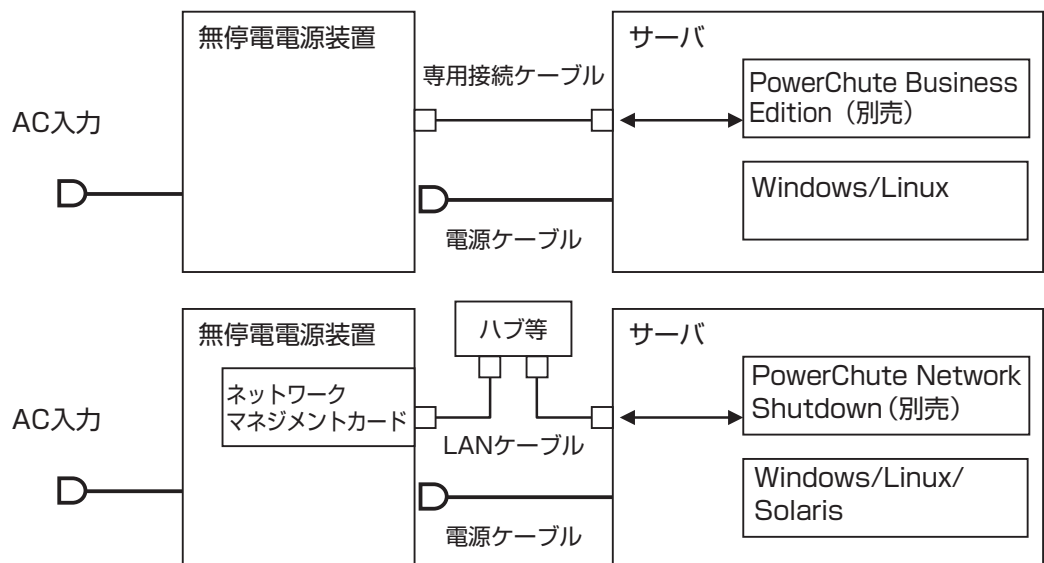 無停電電源装置
サーバ
専用接続ケーブル
PowerChute Business
Edition（別売）
AC入力
Windows/Linux
電源ケーブル
無停電電源装置
ハブ等
サーバ
ネットワーク
マネジメントカード
PowerChute Network
Shutdown（別売）
AC入力
LANケーブル
Windows/Linux/
Solaris
電源ケーブル